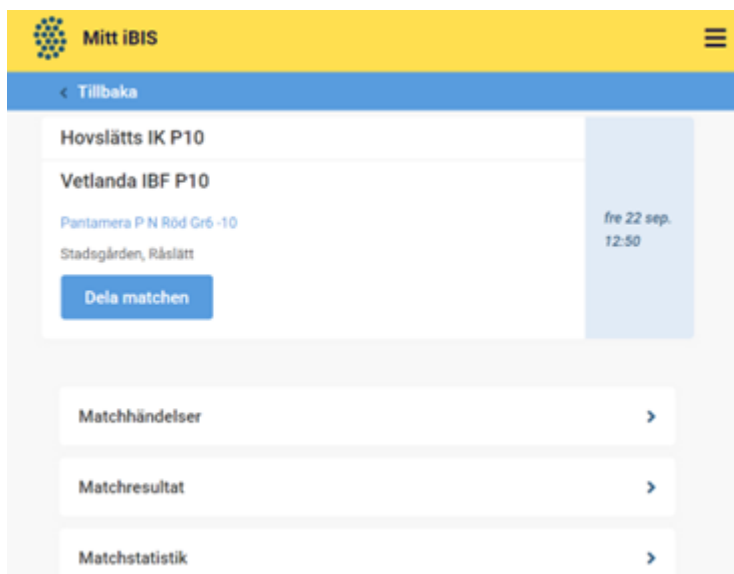 Mitt iBIS
Tillbaka
Hovslätts IK P10
Vetlanda IBF P10
Pantamera P N Röd Gr6 -10
Stadsgården, Råslätt
Dela matchen
fre 22 sep.
12:50
Matchhändelser
Matchresultat
Matchstatistik